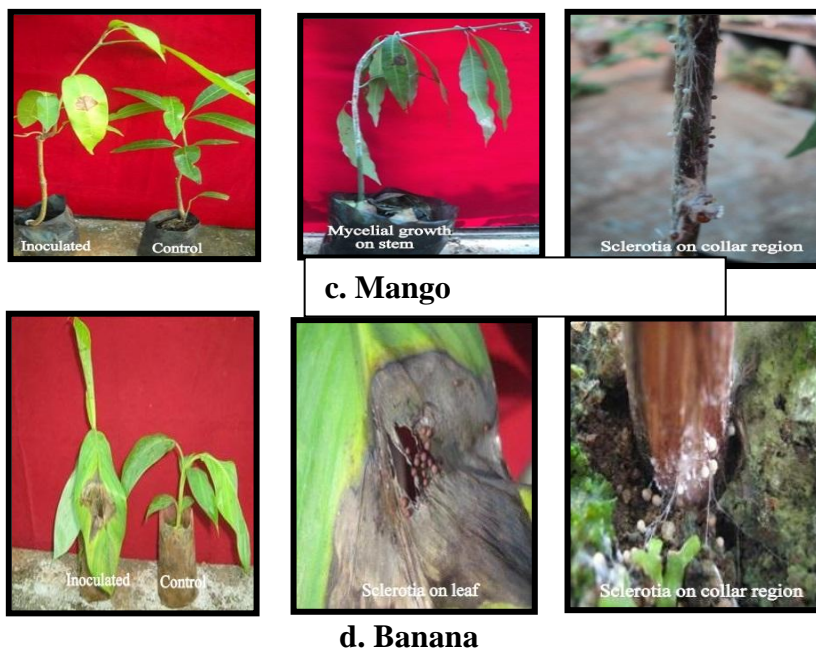 Inoculated
Control
Mycelial growth
on stem
Sclerotia on collar region
c. Mango
Inoculated
Control
Sclerotia on leaf
Sclerotia on collar region
d. Banana